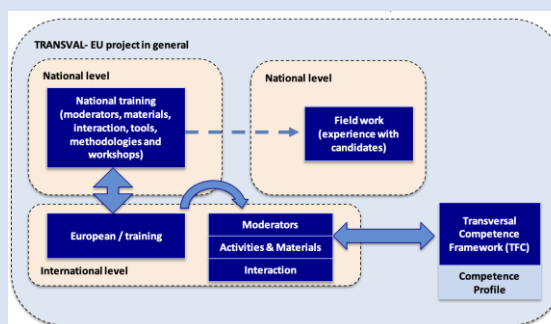 TRANSVAL- EU project in general
National level
National training
(moderators, materials,
interaction, tools,
methodologies and
workshops)
National level
Field work
(experience with
candidates)
European / training
International level
Moderators
Activities & Materials
Interaction
Transversal
Competence
Framework (TFC)
Competence
Profile